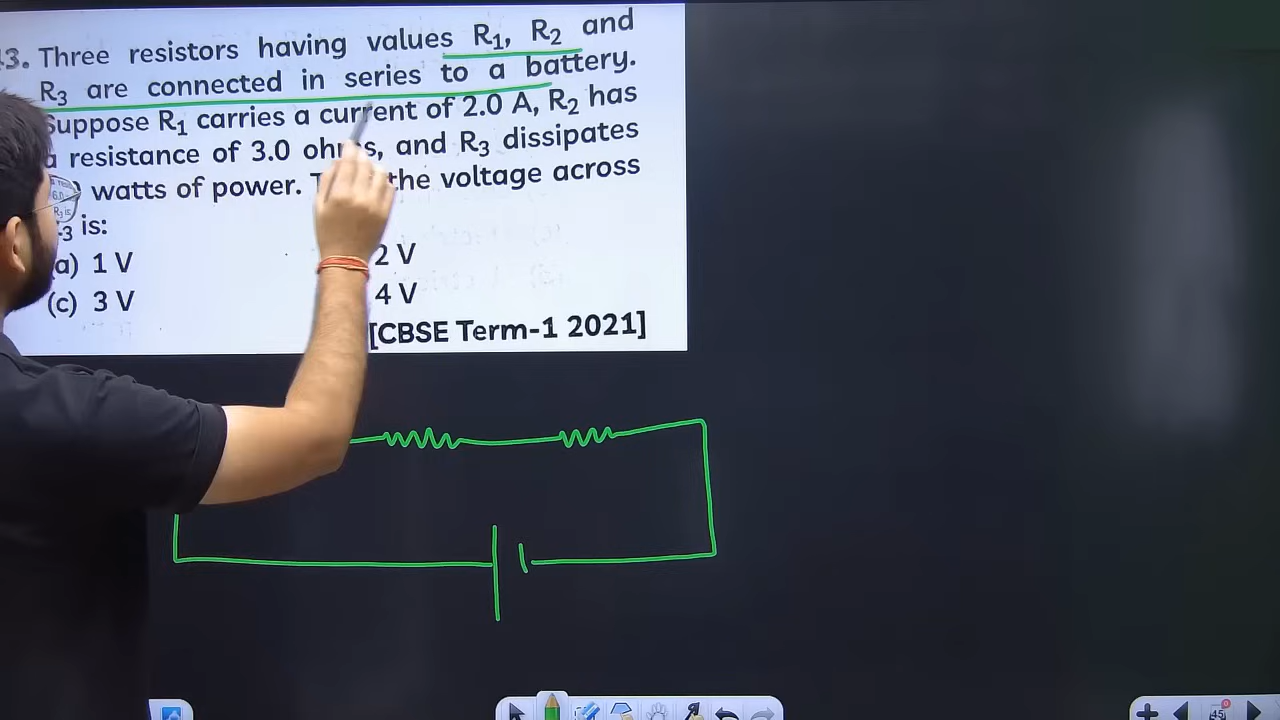 3. Three resistors having values R₁, R₂ and
R₃ are connected in series to a battery.
Suppose R₁ carries a current of 2.0 A, R₂ has
a resistance of 3.0 ohms, and R₃ dissipates
watts of power. the voltage across
is:
(a) 1 V 2 V
(c) 3 V 4 V
[CBSE Term-1 2021]
45